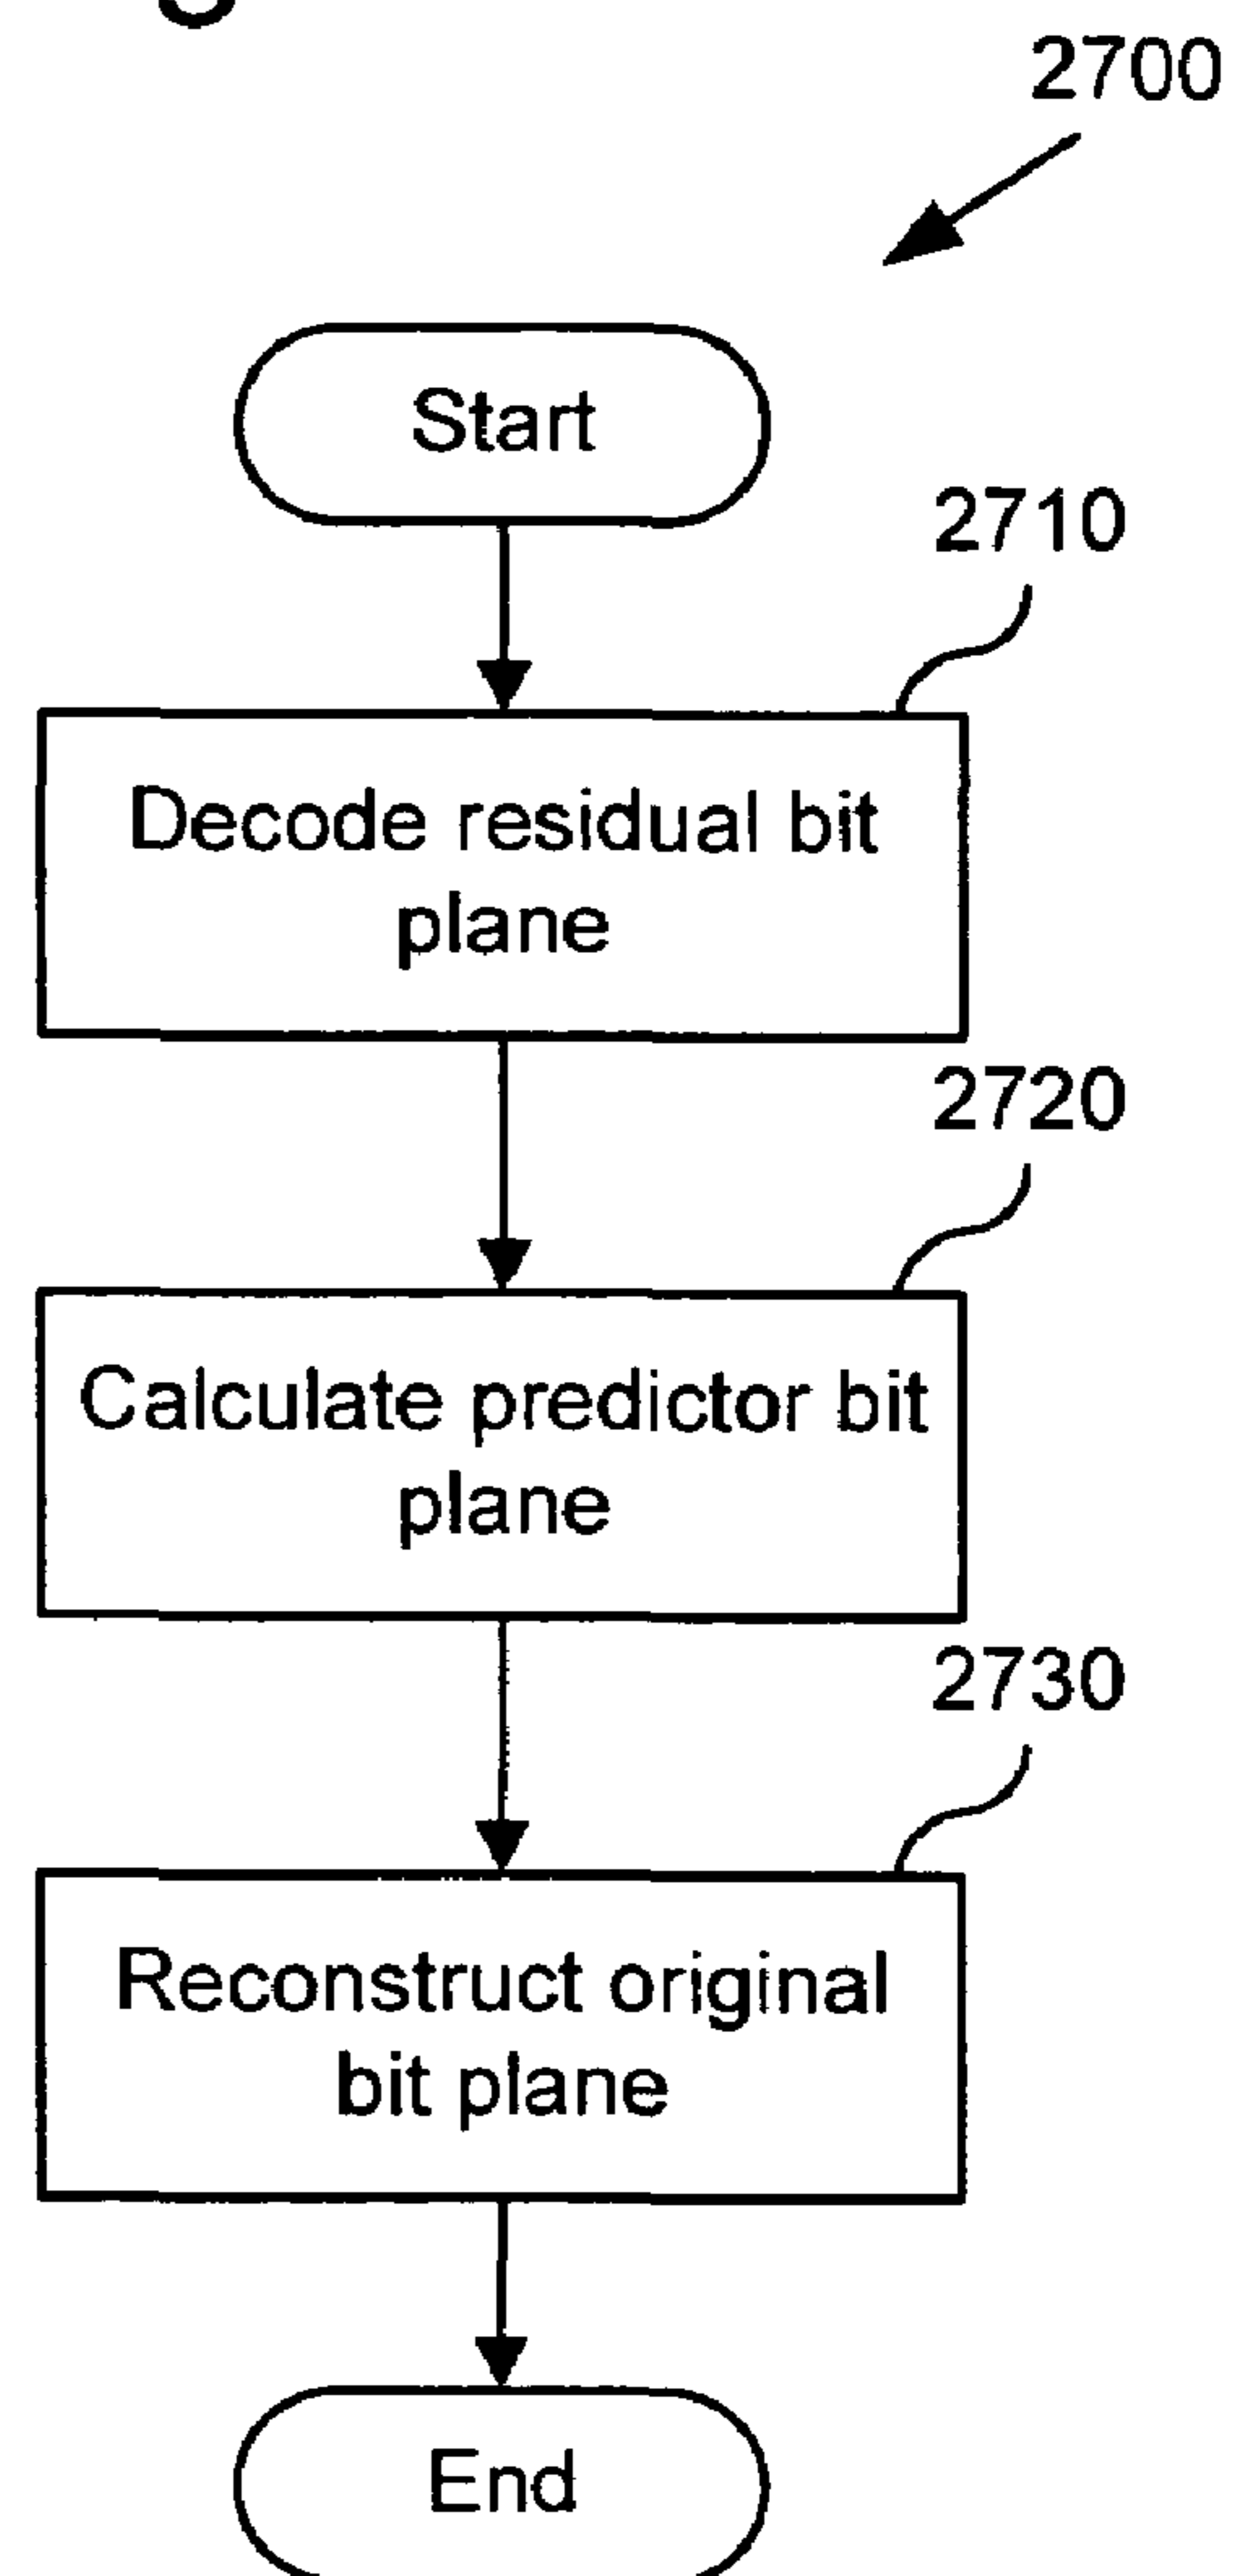 2700
Start
2710
Decode residual bit
plane
2720
Calculate predictor bit
plane
2730
Reconstruct original
bit plane
End